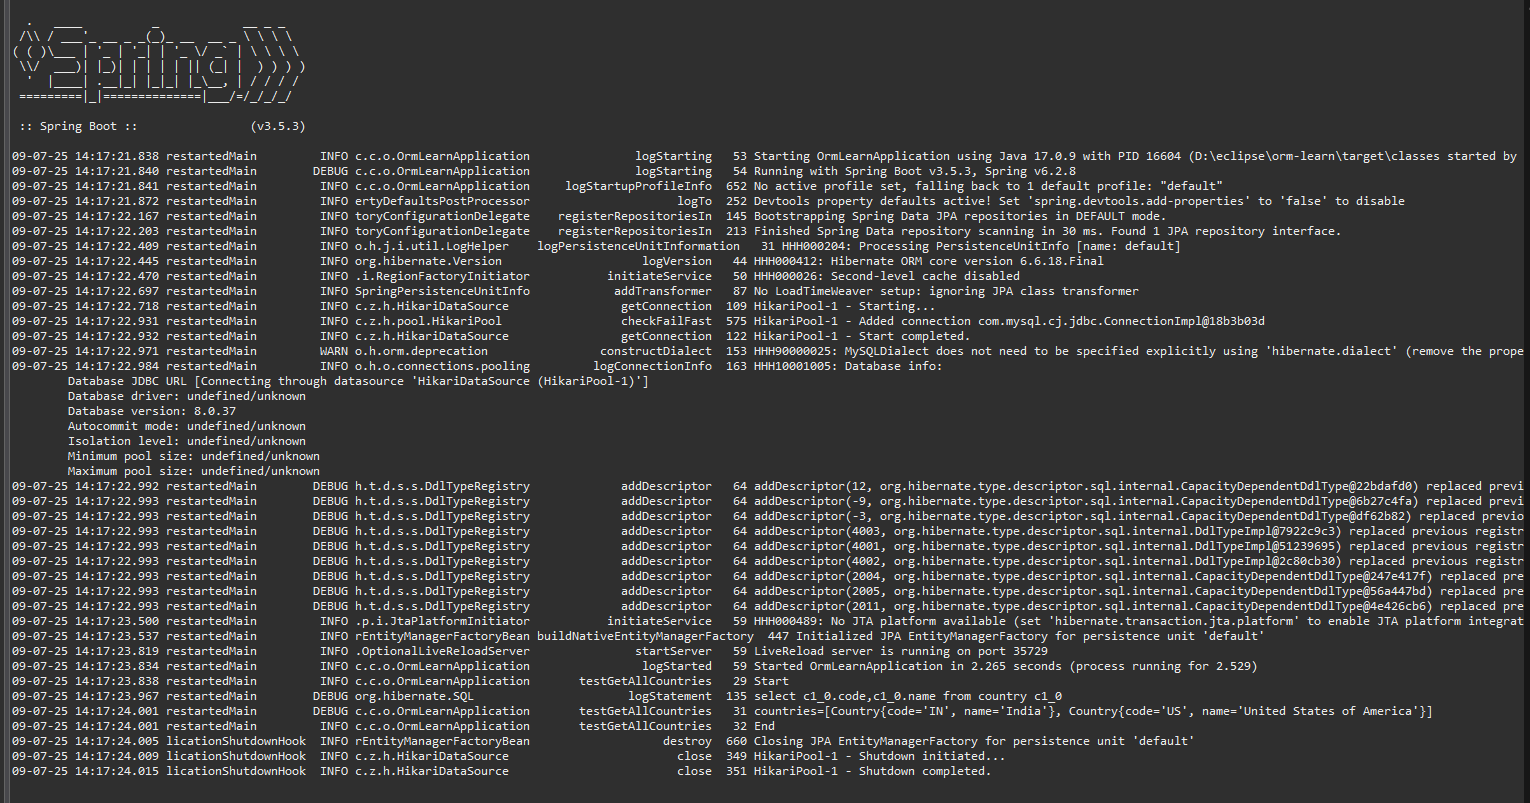 .   ____          _            __ _ _
 /\\ / ___'_ __ _ _(_)_ __  __ _ \ \ \ \
( ( )\___ | '_ | '_| | '_ \/ _` | \ \ \ \
 \\/  ___)| |_)| | | | | || (_| |  ) ) ) )
  '  |____| .__|_| |_|_| |_\__, | / / / /
 =========|_|==============|___/=/_/_/_/

 :: Spring Boot ::                (v3.5.3)

09-07-25 14:17:21.838 restartedMain         INFO c.c.o.OrmLearnApplication               logStarting   53 Starting OrmLearnApplication using Java 17.0.9 with PID 16604 (D:\eclipse\orm-learn\target\classes started by
09-07-25 14:17:21.840 restartedMain        DEBUG c.c.o.OrmLearnApplication               logStarting   54 Running with Spring Boot v3.5.3, Spring v6.2.8
09-07-25 14:17:21.841 restartedMain         INFO c.c.o.OrmLearnApplication     logStartupProfileInfo  652 No active profile set, falling back to 1 default profile: "default"
09-07-25 14:17:21.872 restartedMain         INFO ertyDefaultsPostProcessor                     logTo  252 Devtools property defaults active! Set 'spring.devtools.add-properties' to 'false' to disable
09-07-25 14:17:22.167 restartedMain         INFO toryConfigurationDelegate    registerRepositoriesIn  145 Bootstrapping Spring Data JPA repositories in DEFAULT mode.
09-07-25 14:17:22.203 restartedMain         INFO toryConfigurationDelegate    registerRepositoriesIn  213 Finished Spring Data repository scanning in 30 ms. Found 1 JPA repository interface.
09-07-25 14:17:22.409 restartedMain         INFO o.h.j.i.util.LogHelper    logPersistenceUnitInformation   31 HHH000204: Processing PersistenceUnitInfo [name: default]
09-07-25 14:17:22.445 restartedMain         INFO org.hibernate.Version                    logVersion   44 HHH000412: Hibernate ORM core version 6.6.18.Final
09-07-25 14:17:22.470 restartedMain         INFO .i.RegionFactoryInitiator           initiateService   50 HHH000026: Second-level cache disabled
09-07-25 14:17:22.697 restartedMain         INFO SpringPersistenceUnitInfo            addTransformer   87 No LoadTimeWeaver setup: ignoring JPA class transformer
09-07-25 14:17:22.718 restartedMain         INFO c.z.h.HikariDataSource                getConnection  109 HikariPool-1 - Starting...
09-07-25 14:17:22.931 restartedMain         INFO c.z.h.pool.HikariPool                 checkFailFast  575 HikariPool-1 - Added connection com.mysql.cj.jdbc.ConnectionImpl@18b3b03d
09-07-25 14:17:22.932 restartedMain         INFO c.z.h.HikariDataSource                getConnection  122 HikariPool-1 - Start completed.
09-07-25 14:17:22.971 restartedMain         WARN o.h.orm.deprecation                constructDialect  153 HHH90000025: MySQLDialect does not need to be specified explicitly using 'hibernate.dialect' (remove the prope
09-07-25 14:17:22.984 restartedMain         INFO o.h.o.connections.pooling         logConnectionInfo  163 HHH10001005: Database info:
        Database JDBC URL [Connecting through datasource 'HikariDataSource (HikariPool-1)']
        Database driver: undefined/unknown
        Database version: 8.0.37
        Autocommit mode: undefined/unknown
        Isolation level: undefined/unknown
        Minimum pool size: undefined/unknown
        Maximum pool size: undefined/unknown
09-07-25 14:17:22.992 restartedMain        DEBUG h.t.d.s.s.DdlTypeRegistry             addDescriptor   64 addDescriptor(12, org.hibernate.type.descriptor.sql.internal.CapacityDependentDdlType@22bdafd0) replaced previ
09-07-25 14:17:22.993 restartedMain        DEBUG h.t.d.s.s.DdlTypeRegistry             addDescriptor   64 addDescriptor(-9, org.hibernate.type.descriptor.sql.internal.CapacityDependentDdlType@6b27c4fa) replaced previ
09-07-25 14:17:22.993 restartedMain        DEBUG h.t.d.s.s.DdlTypeRegistry             addDescriptor   64 addDescriptor(-3, org.hibernate.type.descriptor.sql.internal.CapacityDependentDdlType@df62b82) replaced previo
09-07-25 14:17:22.993 restartedMain        DEBUG h.t.d.s.s.DdlTypeRegistry             addDescriptor   64 addDescriptor(4003, org.hibernate.type.descriptor.sql.internal.DdlTypeImpl@7922c9c3) replaced previous registr
09-07-25 14:17:22.993 restartedMain        DEBUG h.t.d.s.s.DdlTypeRegistry             addDescriptor   64 addDescriptor(4001, org.hibernate.type.descriptor.sql.internal.DdlTypeImpl@51239695) replaced previous registr
09-07-25 14:17:22.993 restartedMain        DEBUG h.t.d.s.s.DdlTypeRegistry             addDescriptor   64 addDescriptor(4002, org.hibernate.type.descriptor.sql.internal.DdlTypeImpl@2c80cb30) replaced previous registr
09-07-25 14:17:22.993 restartedMain        DEBUG h.t.d.s.s.DdlTypeRegistry             addDescriptor   64 addDescriptor(2004, org.hibernate.type.descriptor.sql.internal.CapacityDependentDdlType@247e417f) replaced pre
09-07-25 14:17:22.993 restartedMain        DEBUG h.t.d.s.s.DdlTypeRegistry             addDescriptor   64 addDescriptor(2005, org.hibernate.type.descriptor.sql.internal.CapacityDependentDdlType@56a447bd) replaced pre
09-07-25 14:17:22.993 restartedMain        DEBUG h.t.d.s.s.DdlTypeRegistry             addDescriptor   64 addDescriptor(2011, org.hibernate.type.descriptor.sql.internal.CapacityDependentDdlType@4e426cb6) replaced pre
09-07-25 14:17:23.500 restartedMain         INFO .p.i.JtaPlatformInitiator           initiateService   59 HHH000489: No JTA platform available (set 'hibernate.transaction.jta.platform' to enable JTA platform integrat
09-07-25 14:17:23.537 restartedMain         INFO rEntityManagerFactoryBean buildNativeEntityManagerFactory  447 Initialized JPA EntityManagerFactory for persistence unit 'default'
09-07-25 14:17:23.819 restartedMain         INFO .OptionalLiveReloadServer               startServer   59 LiveReload server is running on port 35729
09-07-25 14:17:23.834 restartedMain         INFO c.c.o.OrmLearnApplication                logStarted   59 Started OrmLearnApplication in 2.265 seconds (process running for 2.529)
09-07-25 14:17:23.838 restartedMain         INFO c.c.o.OrmLearnApplication       testGetAllCountries   29 Start
09-07-25 14:17:23.967 restartedMain        DEBUG org.hibernate.SQL                      logStatement  135 select c1_0.code,c1_0.name from country c1_0
09-07-25 14:17:24.001 restartedMain        DEBUG c.c.o.OrmLearnApplication       testGetAllCountries   31 countries=[Country{code='IN', name='India'}, Country{code='US', name='United States of America'}]
09-07-25 14:17:24.001 restartedMain         INFO c.c.o.OrmLearnApplication       testGetAllCountries   32 End
09-07-25 14:17:24.005 licationShutdownHook  INFO rEntityManagerFactoryBean                   destroy  660 Closing JPA EntityManagerFactory for persistence unit 'default'
09-07-25 14:17:24.009 licationShutdownHook  INFO c.z.h.HikariDataSource                        close  349 HikariPool-1 - Shutdown initiated...
09-07-25 14:17:24.015 licationShutdownHook  INFO c.z.h.HikariDataSource                        close  351 HikariPool-1 - Shutdown completed.